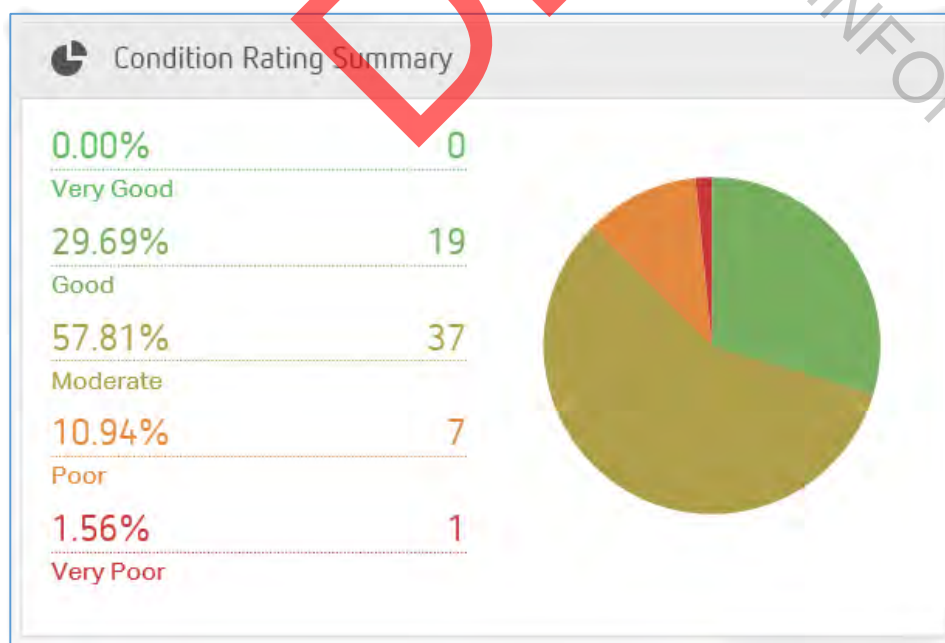 Condition Rating Summary
0.00% 0
Very Good
29.69% 19
Good
57.81% 37
Moderate
10.94% 7
Poor
1.56% 1
Very Poor